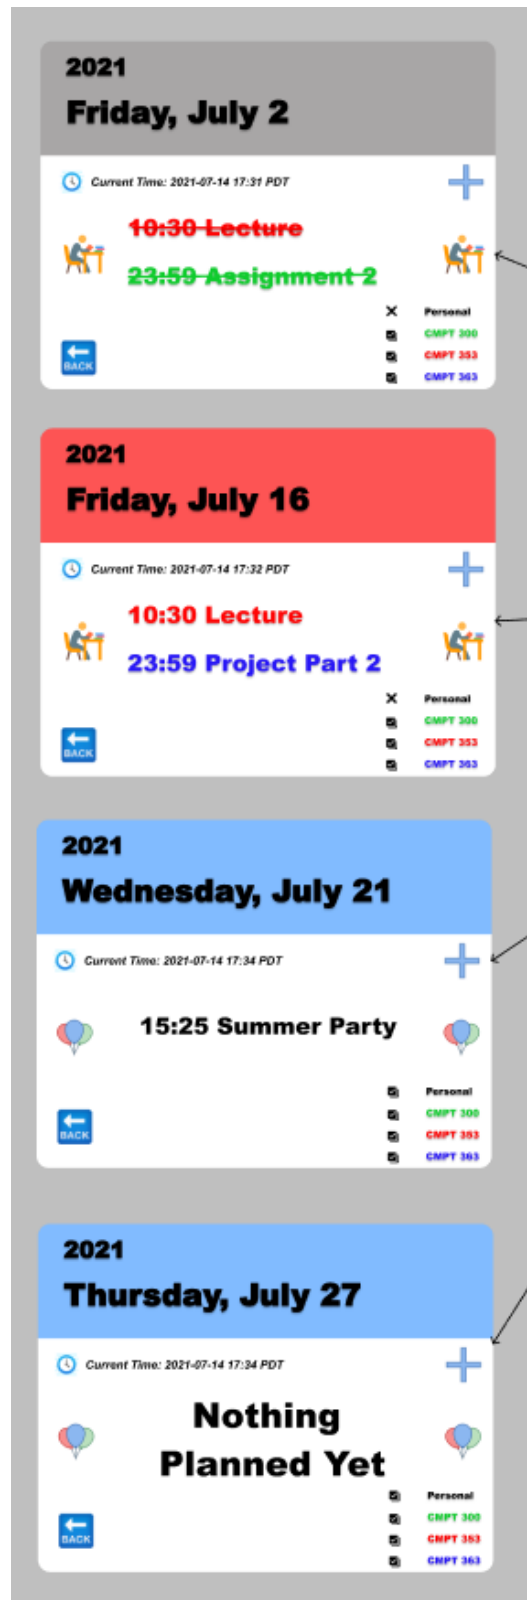 2021
Friday, July 2
Current Time: 2021-07-14 17:31 PDT
10:30 Lecture
23:59 Assignment 2
Personal
CMPT 300
CMPT 353
CMPT 363
BACK
2021
Friday, July 16
Current Time: 2021-07-14 17:32 PDT
10:30 Lecture
23:59 Project Part 2
Personal
CMPT 300
CMPT 353
CMPT 363
BACK
2021
Wednesday, July 21
Current Time: 2021-07-14 17:34 PDT
15:25 Summer Party
Personal
CMPT 300
CMPT 353
CMPT 363
BACK
2021
Thursday, July 27
Current Time: 2021-07-14 17:34 PDT
Nothing
Planned Yet
Personal
CMPT 300
CMPT 353
CMPT 363
BACK